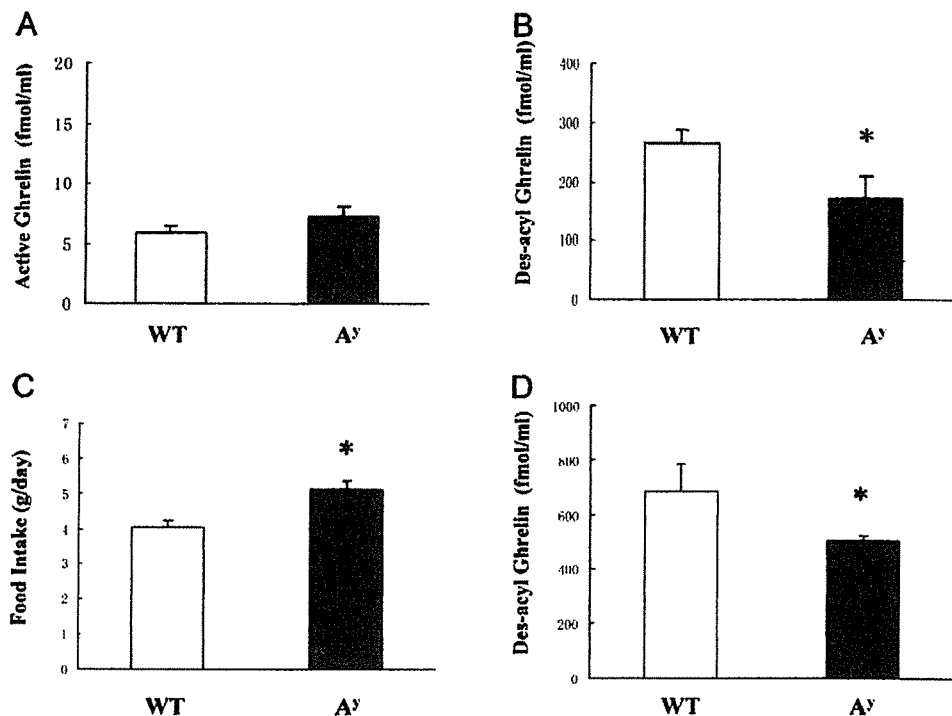 A
Active Ghrelin (fmol/ml)
20
15
10
5
0
WT
Aʸ
B
Des-acyl Ghrelin (fmol/ml)
400
300
200
100
0
*
WT
Aʸ
C
Food Intake (g/day)
7
6
5
4
3
2
1
0
*
WT
Aʸ
D
Des-acyl Ghrelin (fmol/ml)
1000
800
600
400
200
0
*
WT
Aʸ